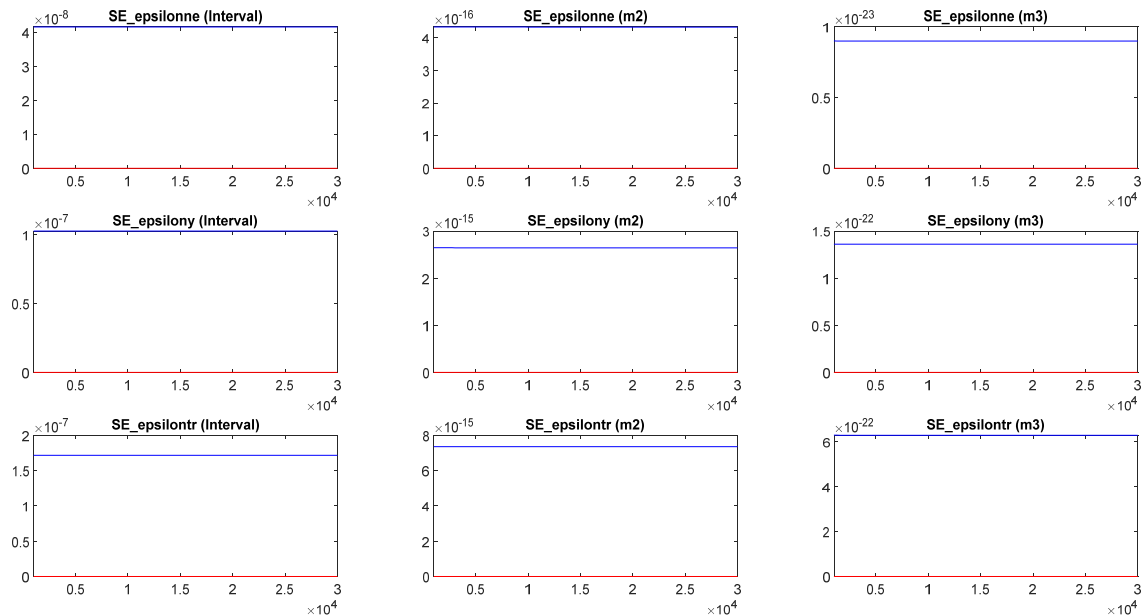 ×10-8 SE_epsilonne (Interval) ×10-16 SE_epsilonne (m2) ×10-23 SE_epsilonne (m3)
4 4 1
3 3
2 2 0.5
1 1
0 0 0
0.5 1 1.5 2 2.5 3 0.5 1 1.5 2 2.5 3 0.5 1 1.5 2 2.5 3
×104 ×104 ×104
×10-7 SE_epsilony (Interval) ×10-15 SE_epsilony (m2) ×10-22 SE_epsilony (m3)
1 3 1.5
2 1
0.5 1 0.5
0 0 0
0.5 1 1.5 2 2.5 3 0.5 1 1.5 2 2.5 3 0.5 1 1.5 2 2.5 3
×104 ×104 ×104
×10-7 SE_epsilontr (Interval) ×10-15 SE_epsilontr (m2) ×10-22 SE_epsilontr (m3)
2 8 6
1.5 6 4
1 4 2
0.5 2
0 0 0
0.5 1 1.5 2 2.5 3 0.5 1 1.5 2 2.5 3 0.5 1 1.5 2 2.5 3
×104 ×104 ×104